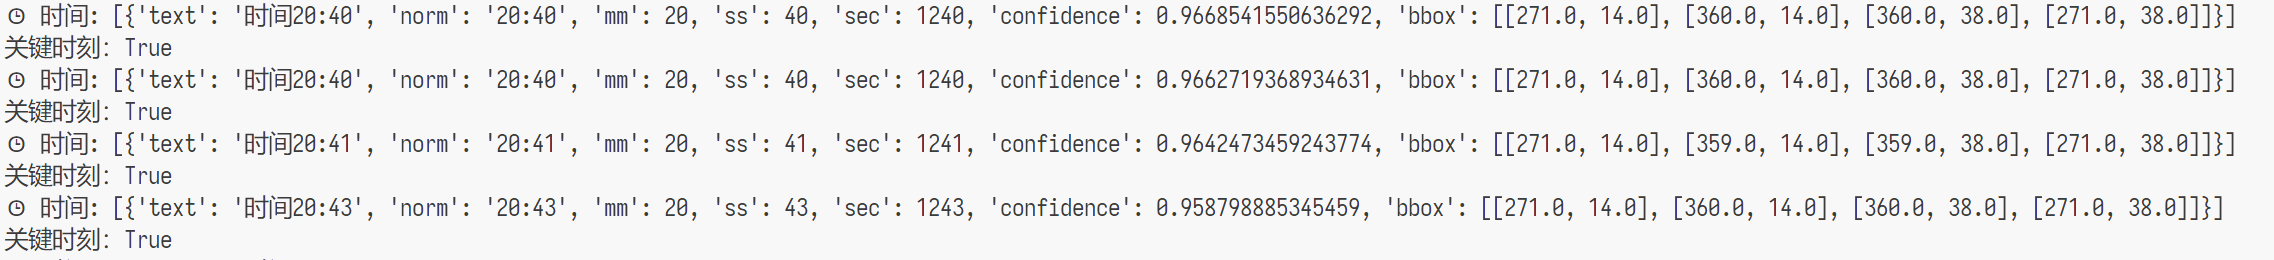 🕒 时间: [{'text': '时间20:40', 'norm': '20:40', 'mm': 20, 'ss': 40, 'sec': 1240, 'confidence': 0.9668541550636292, 'bbox': [[271.0, 14.0], [360.0, 14.0], [360.0, 38.0], [271.0, 38.0]]}]
关键时刻: True
🕒 时间: [{'text': '时间20:40', 'norm': '20:40', 'mm': 20, 'ss': 40, 'sec': 1240, 'confidence': 0.9662719368934631, 'bbox': [[271.0, 14.0], [360.0, 14.0], [360.0, 38.0], [271.0, 38.0]]}]
关键时刻: True
🕒 时间: [{'text': '时间20:41', 'norm': '20:41', 'mm': 20, 'ss': 41, 'sec': 1241, 'confidence': 0.9642473459243774, 'bbox': [[271.0, 14.0], [359.0, 14.0], [359.0, 38.0], [271.0, 38.0]]}]
关键时刻: True
🕒 时间: [{'text': '时间20:43', 'norm': '20:43', 'mm': 20, 'ss': 43, 'sec': 1243, 'confidence': 0.958798885345459, 'bbox': [[271.0, 14.0], [360.0, 14.0], [360.0, 38.0], [271.0, 38.0]]}]
关键时刻: True